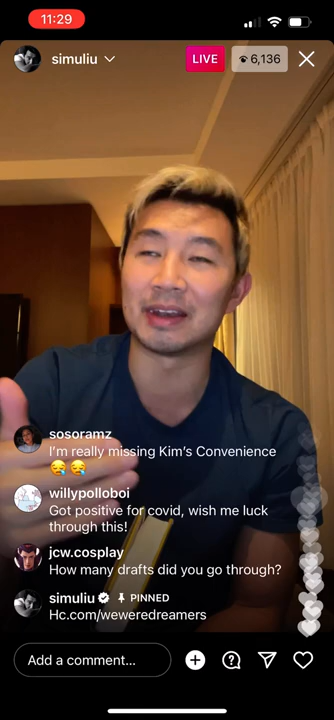 11:29
simuliu
LIVE
6,136
sosoramz
I'm really missing Kim's Convenience
😪 😪
willypolloboi
Got positive for covid, wish me luck
through this!
jcw.cosplay
How many drafts did you go through?
simuliu PINNED
Hc.com/weweredreamers
Add a comment...